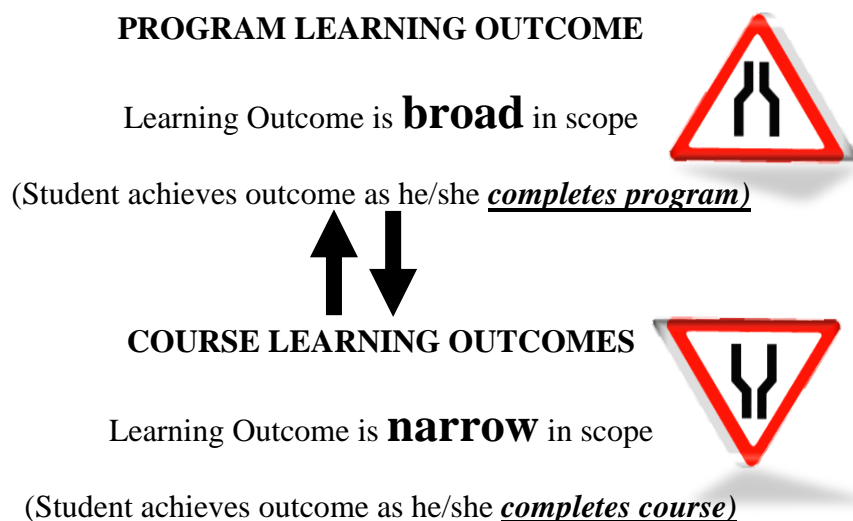 PROGRAM LEARNING OUTCOME
Learning Outcome is broad in scope
(Student achieves outcome as he/she completes program)
COURSE LEARNING OUTCOMES
Learning Outcome is narrow in scope
(Student achieves outcome as he/she completes course)